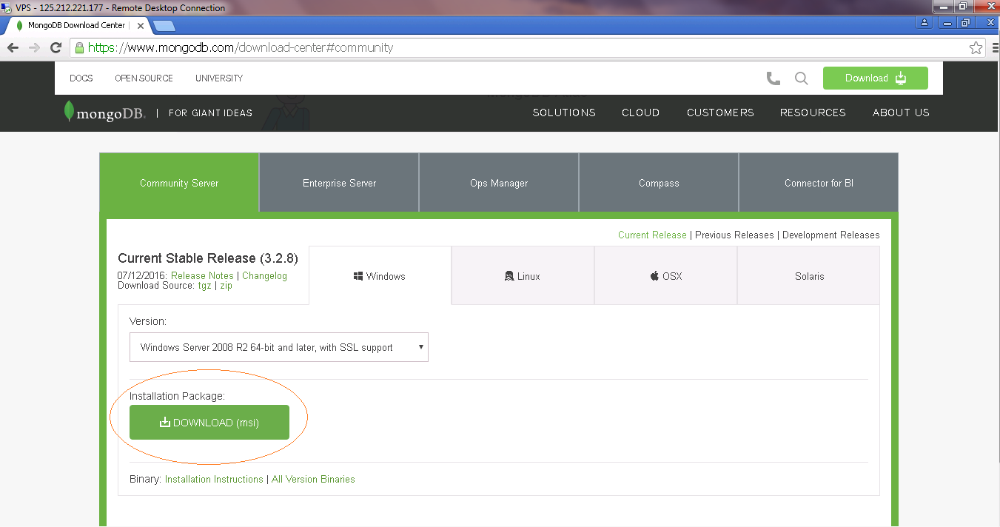 VPS - 125.212.221.177 - Remote Desktop Connection
MongoDB Download Center
https://www.mongodb.com/download-center#community
DOCS OPEN SOURCE UNIVERSITY Download
mongoDB. | FOR GIANT IDEAS SOLUTIONS CLOUD CUSTOMERS RESOURCES ABOUT US
Community Server Enterprise Server Ops Manager Compass Connector for BI
Current Release | Previous Releases | Development Releases
Current Stable Release (3.2.8)
07/12/2016: Release Notes | Changelog
Download Source: tgz | zip
Windows Linux OSX Solaris
Version:
Windows Server 2008 R2 64-bit and later, with SSL support
Installation Package:
DOWNLOAD (msi)
Binary: Installation Instructions | All Version Binaries